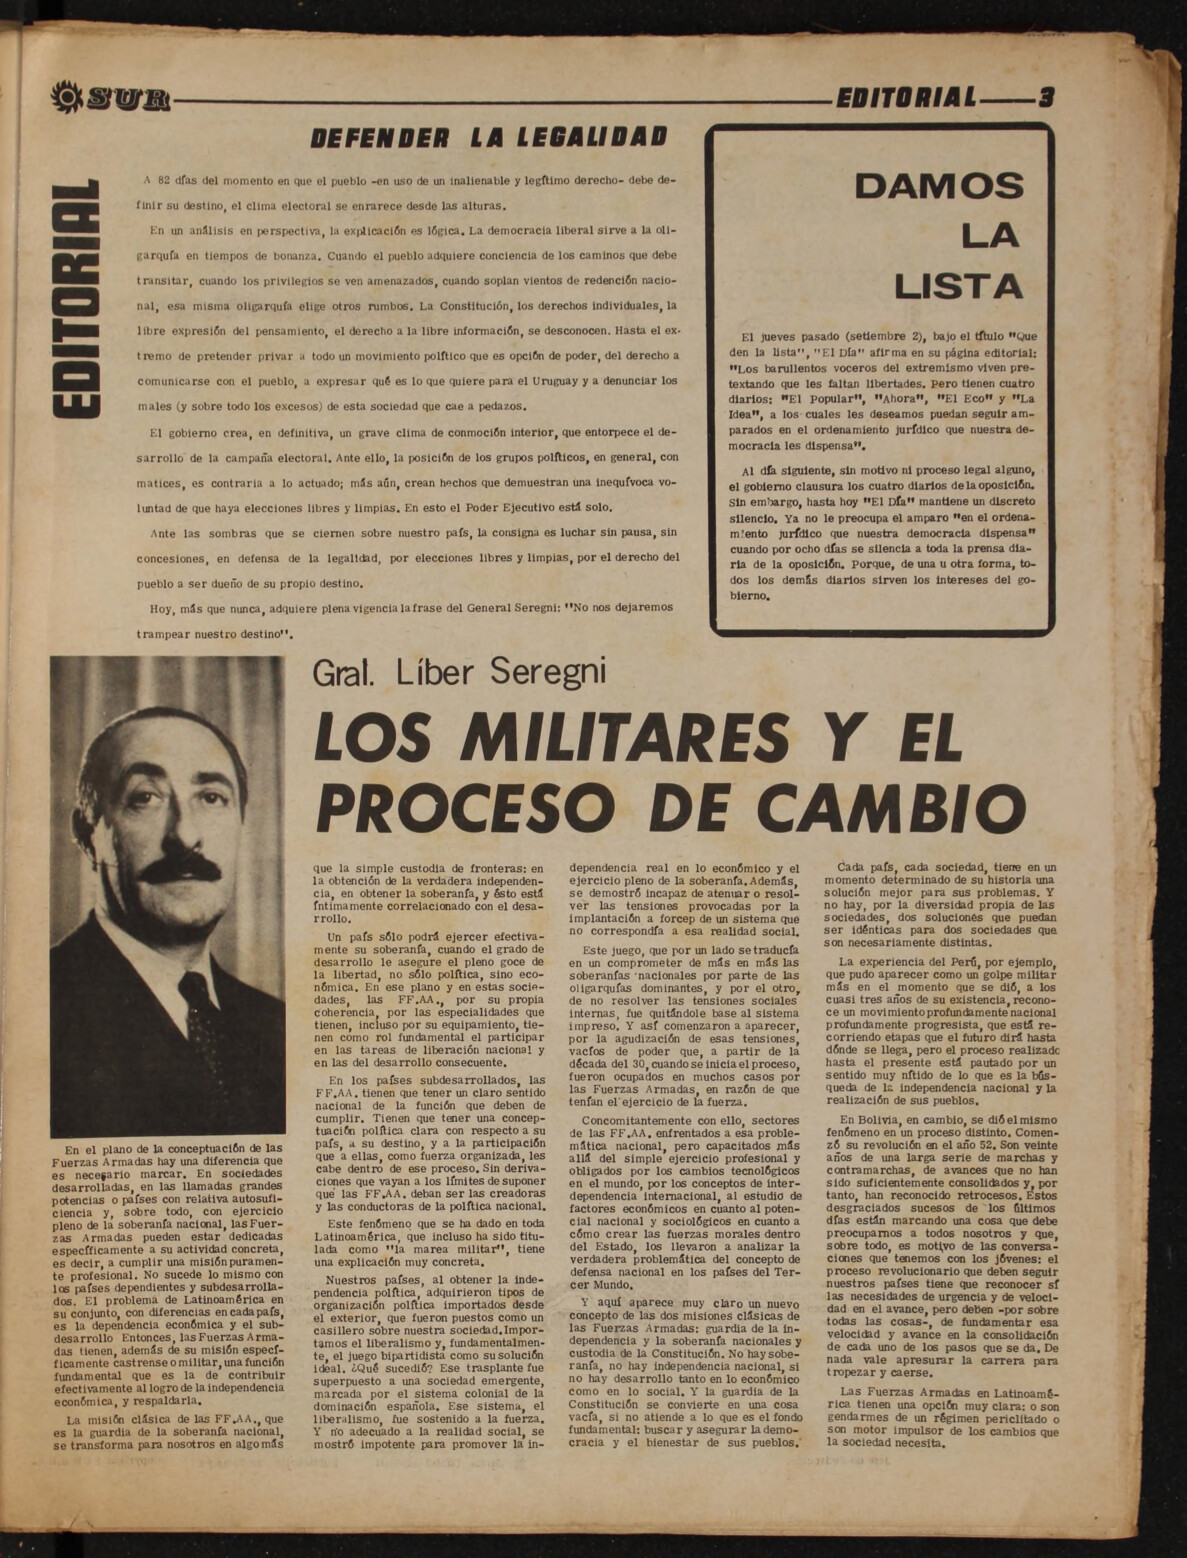 SUR
EDITORIAL 3
EDITORIAL
DEFENDER LA LEGALIDAD
A 82 días del momento en que el pueblo -en uso de un inalienable y legítimo derecho- debe de-
finir su destino, el clima electoral se enrarece desde las alturas.
En un análisis en perspectiva, la explicación es lógica. La democracia liberal sirve a la oli-
garquía en tiempos de bonanza. Cuando el pueblo adquiere conciencia de los caminos que debe
transitar, cuando los privilegios se ven amenazados, cuando soplan vientos de redención nacio-
nal, esa misma oligarquía elige otros rumbos. La Constitución, los derechos individuales, la
libre expresión del pensamiento, el derecho a la libre información, se desconocen. Hasta el ex-
tremo de pretender privar a todo un movimiento político que es opción de poder, del derecho a
comunicarse con el pueblo, a expresar qué es lo que quiere para el Uruguay y a denunciar los
males (y sobre todo los excesos) de esta sociedad que cae a pedazos.
El gobierno crea, en definitiva, un grave clima de conmoción interior, que entorpece el de-
sarrollo de la campaña electoral. Ante ello, la posición de los grupos políticos, en general, con
matices, es contraria a lo actuado; más aún, crean hechos que demuestran una inequívoca vo-
luntad de que haya elecciones libres y limpias. En esto el Poder Ejecutivo está solo.
Ante las sombras que se ciernen sobre nuestro país, la consigna es luchar sin pausa, sin
concesiones, en defensa de la legalidad, por elecciones libres y limpias, por el derecho del
pueblo a ser dueño de su propio destino.
Hoy, más que nunca, adquiere plena vigencia la frase del General Seregni: "No nos dejaremos
trampear nuestro destino".
DAMOS
LA
LISTA
El jueves pasado (setiembre 2), bajo el título "Que
den la lista", "El Día" afirma en su página editorial:
"Los barullentos voceros del extremismo viven pre-
textando que les faltan libertades. Pero tienen cuatro
diarios: "El Popular", "Ahora", "El Eco" y "La
Idea", a los cuales les deseamos puedan seguir am-
parados en el ordenamiento jurídico que nuestra de-
mocracia les dispensa".
Al día siguiente, sin motivo ni proceso legal alguno,
el gobierno clausura los cuatro diarios de la oposición.
Sin embargo, hasta hoy "El Día" mantiene un discreto
silencio. Ya no le preocupa el amparo "en el ordena-
miento jurídico que nuestra democracia dispensa"
cuando por ocho días se silencia a toda la prensa dia-
ria de la oposición. Porque, de una u otra forma, to-
dos los demás diarios sirven los intereses del go-
bierno.
Gral. Líber Seregni
LOS MILITARES Y EL
PROCESO DE CAMBIO
En el plano de la conceptuación de las
Fuerzas Armadas hay una diferencia que
es necesario marcar. En sociedades
desarrolladas, en las llamadas grandes
potencias o países con relativa autosufi-
ciencia y, sobre todo, con ejercicio
pleno de la soberanía nacional, las Fuer-
zas Armadas pueden estar dedicadas
específicamente a su actividad concreta,
es decir, a cumplir una misión puramen-
te profesional. No sucede lo mismo con
los países dependientes y subdesarrolla-
dos. El problema de Latinoamérica en
su conjunto, con diferencias en cada país,
es la dependencia económica y el sub-
desarrollo Entonces, las Fuerzas Arma-
das tienen, además de su misión especí-
ficamente castrense o militar, una función
fundamental que es la de contribuir
efectivamente al logro de la independencia
económica, y respaldarla.
La misión clásica de las FF.AA., que
es la guardia de la soberanía nacional,
se transforma para nosotros en algo más
que la simple custodia de fronteras: en
la obtención de la verdadera independen-
cia, en obtener la soberanía, y ésto está
íntimamente correlacionado con el desa-
rrollo.
Un país sólo podrá ejercer efectiva-
mente su soberanía, cuando el grado de
desarrollo le asegure el pleno goce de
la libertad, no sólo política, sino eco-
nómica. En ese plano y en estas socie-
dades, las FF.AA., por su propia
coherencia, por las especialidades que
tienen, incluso por su equipamiento, tie-
nen como rol fundamental el participar
en las tareas de liberación nacional y
en las del desarrollo consecuente.
En los países subdesarrollados, las
FF.AA. tienen que tener un claro sentido
nacional de la función que deben de
cumplir. Tienen que tener una concep-
tuación política clara con respecto a su
país, a su destino, y a la participación
que a ellas, como fuerza organizada, les
cabe dentro de ese proceso. Sin deriva-
ciones que vayan a los límites de suponer
que las FF.AA. deban ser las creadoras
y las conductoras de la política nacional.
Este fenómeno que se ha dado en toda
Latinoamérica, que incluso ha sido titu-
lada como "la marea militar", tiene
una explicación muy concreta.
Nuestros países, al obtener la inde-
pendencia política, adquirieron tipos de
organización política importados desde
el exterior, que fueron puestos como un
casillero sobre nuestra sociedad. Impor-
tamos el liberalismo y, fundamentalmen-
te, el juego bipartidista como su solución
ideal. ¿Qué sucedió? Ese trasplante fue
superpuesto a una sociedad emergente,
marcada por el sistema colonial de la
dominación española. Ese sistema, el
liberalismo, fue sostenido a la fuerza.
Y no adecuado a la realidad social, se
mostró impotente para promover la in-
dependencia real en lo económico y el
ejercicio pleno de la soberanía. Además,
se demostró incapaz de atenuar o resol-
ver las tensiones provocadas por la
implantación a forcep de un sistema que
no correspondía a esa realidad social.
Este juego, que por un lado se traducía
en un comprometer de más en más las
soberanías nacionales por parte de las
oligarquías dominantes, y por el otro,
de no resolver las tensiones sociales
internas, fue quitándole base al sistema
impreso. Y así comenzaron a aparecer,
por la agudización de esas tensiones,
vacíos de poder que, a partir de la
década del 30, cuando se inicia el proceso,
fueron ocupados en muchos casos por
las Fuerzas Armadas, en razón de que
tenían el ejercicio de la fuerza.
Concomitantemente con ello, sectores
de las FF.AA. enfrentados a esa proble-
mática nacional, pero capacitados más
allá del simple ejercicio profesional y
obligados por los cambios tecnológicos
en el mundo, por los conceptos de inter-
dependencia internacional, al estudio de
factores económicos en cuanto al poten-
cial nacional y sociológicos en cuanto a
cómo crear las fuerzas morales dentro
del Estado, los llevaron a analizar la
verdadera problemática del concepto de
defensa nacional en los países del Ter-
cer Mundo.
Y aquí aparece muy claro un nuevo
concepto de las dos misiones clásicas de
las Fuerzas Armadas: guardia de la in-
dependencia y la soberanía nacionales y
custodia de la Constitución. No hay sobe-
ranía, no hay independencia nacional, si
no hay desarrollo tanto en lo económico
como en lo social. Y la guardia de la
Constitución se convierte en una cosa
vacía, si no atiende a lo que es el fondo
fundamental: buscar y asegurar la demo-
cracia y el bienestar de sus pueblos.
Cada país, cada sociedad, tiene en un
momento determinado de su historia una
solución mejor para sus problemas. Y
no hay, por la diversidad propia de las
sociedades, dos soluciones que puedan
ser idénticas para dos sociedades que
son necesariamente distintas.
La experiencia del Perú, por ejemplo,
que pudo aparecer como un golpe militar
más en el momento que se dió, a los
cuasi tres años de su existencia, recono-
ce un movimiento profundamente nacional
profundamente progresista, que está re-
corriendo etapas que el futuro dirá hasta
dónde se llega, pero el proceso realizado
hasta el presente está pautado por un
sentido muy nítido de lo que es la bús-
queda de la independencia nacional y la
realización de sus pueblos.
En Bolivia, en cambio, se dió el mismo
fenómeno en un proceso distinto. Comen-
zó su revolución en el año 52. Son veinte
años de una larga serie de marchas y
contramarchas, de avances que no han
sido suficientemente consolidados y, por
tanto, han reconocido retrocesos. Estos
desgraciados sucesos de los últimos
días están marcando una cosa que debe
preocuparnos a todos nosotros y que,
sobre todo, es motivo de las conversa-
ciones que tenemos con los jóvenes: el
proceso revolucionario que deben seguir
nuestros países tiene que reconocer sí
las necesidades de urgencia y de veloci-
dad en el avance, pero deben -por sobre
todas las cosas-, de fundamentar esa
velocidad y avance en la consolidación
de cada uno de los pasos que se da. De
nada vale apresurar la carrera para
tropezar y caerse.
Las Fuerzas Armadas en Latinoamé-
rica tienen una opción muy clara: o son
gendarmes de un régimen periclitado o
son motor impulsor de los cambios que
la sociedad necesita.